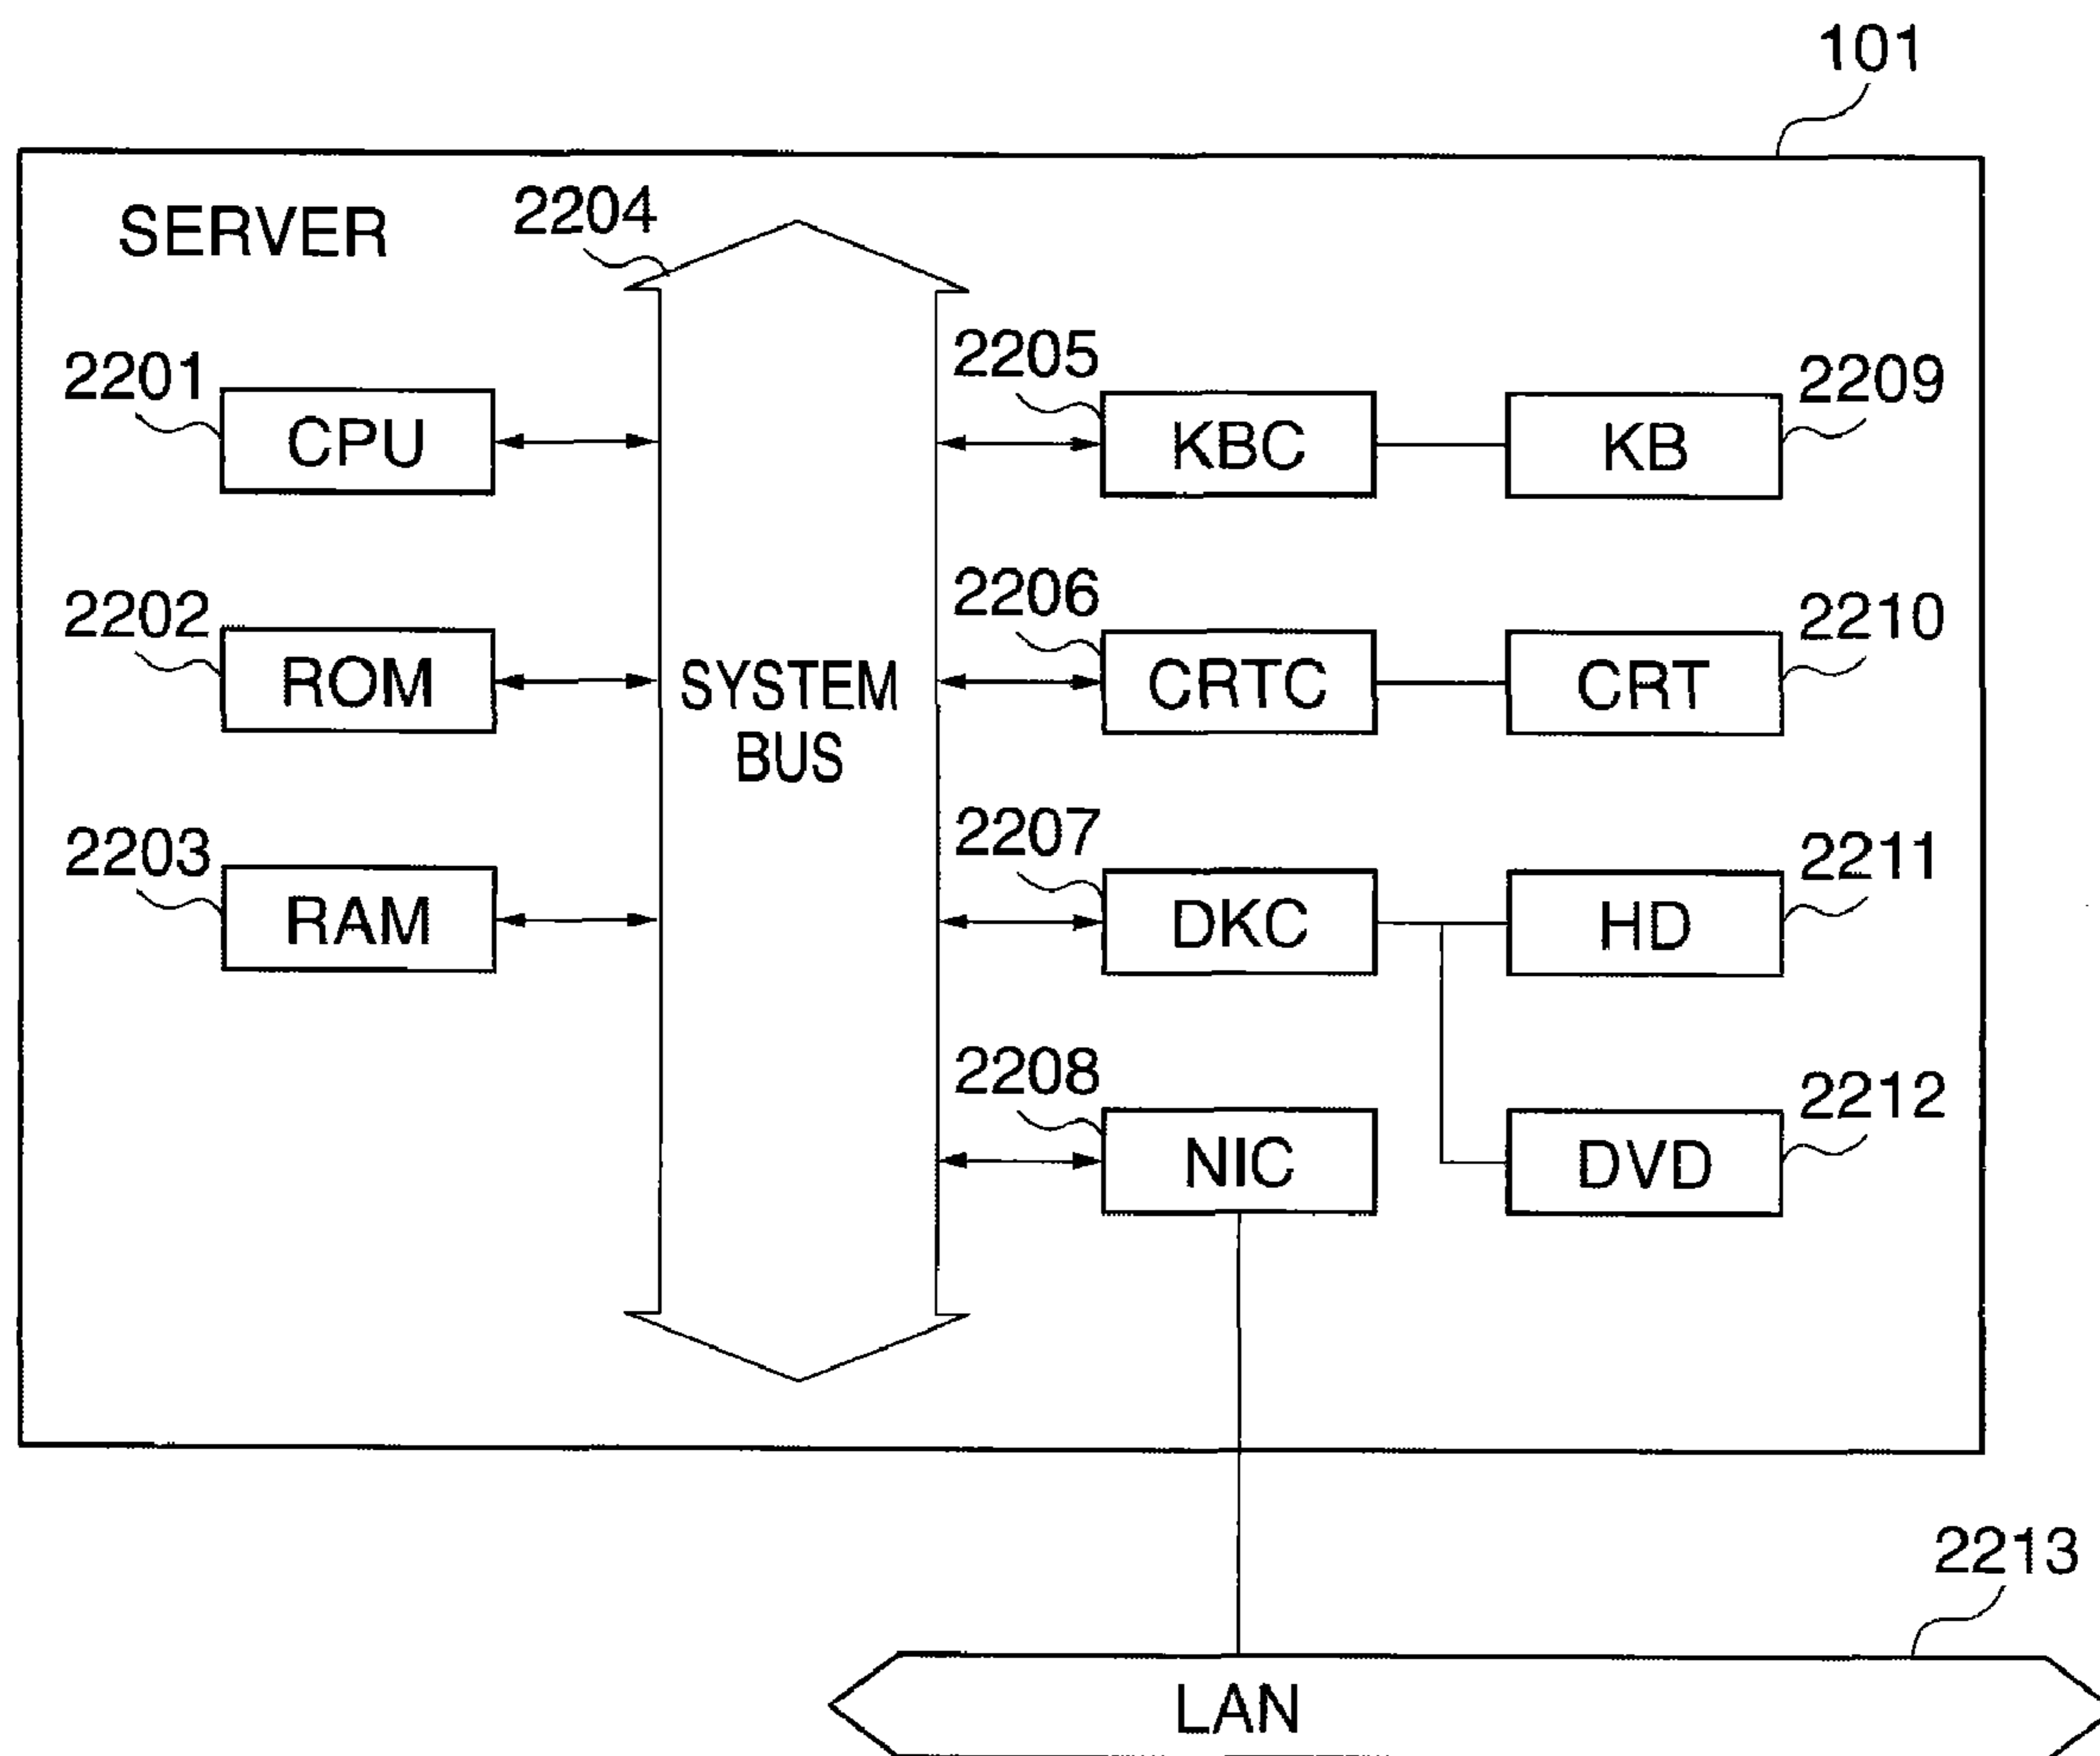 101
SERVER
2204
2201
CPU
2205
KBC
2209
KB
2202
ROM
SYSTEM
BUS
2206
CRTC
2210
CRT
2203
RAM
2207
DKC
2211
HD
2208
NIC
2212
DVD
2213
LAN